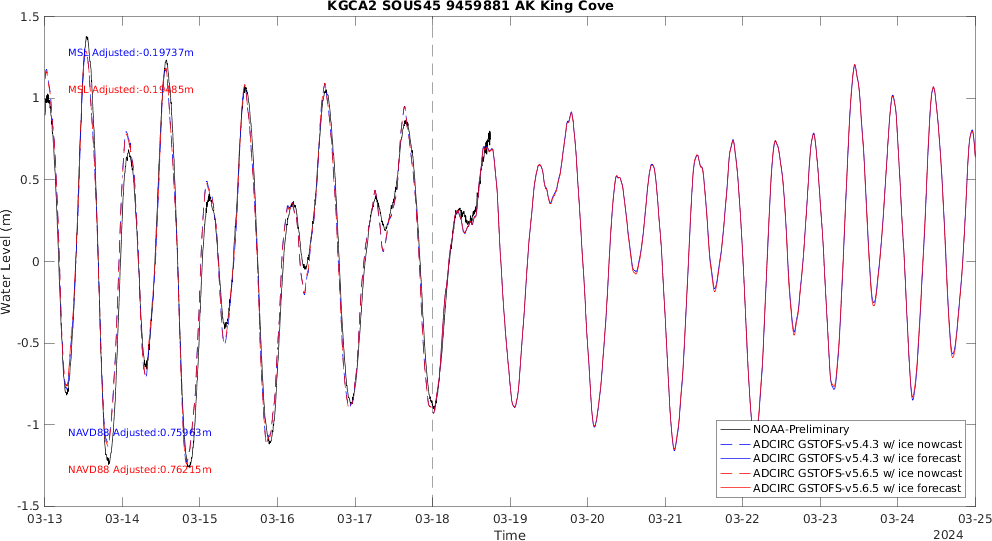 KGCA2 SOUS45 9459881 AK King Cove
1.5
1
0.5
0
-0.5
-1
-1.5
Water Level (m)
MSL Adjusted:-0.19737m
MSL Adjusted:-0.19485m
NAVD88 Adjusted:0.75963m
NAVD88 Adjusted:0.76215m
NOAA-Preliminary
ADCIRC GSTOFS-v5.4.3 w/ ice nowcast
ADCIRC GSTOFS-v5.4.3 w/ ice forecast
ADCIRC GSTOFS-v5.6.5 w/ ice nowcast
ADCIRC GSTOFS-v5.6.5 w/ ice forecast
03-13 03-14 03-15 03-16 03-17 03-18 03-19 03-20 03-21 03-22 03-23 03-24 03-25
Time
2024